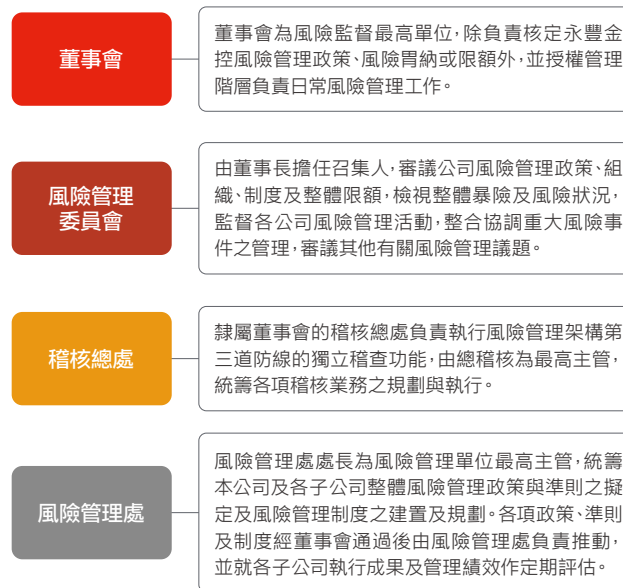 董事會
董事會為風險監督最高單位，除負責核定永豐金
控風險管理政策、風險胃納或限額外，並授權管理
階層負責日常風險管理工作。
風險管理
委員會
由董事長擔任召集人，審議公司風險管理政策、組
織、制度及整體限額，檢視整體暴險及風險狀況，
監督各公司風險管理活動，整合協調重大風險事
件之管理，審議其他有關風險管理議題。
稽核總處
隸屬董事會的稽核總處負責執行風險管理架構第
三道防線的獨立稽查功能，由總稽核為最高主管，
統籌各項稽核業務之規劃與執行。
風險管理處
風險管理處處長為風險管理單位最高主管，統籌
本公司及各子公司整體風險管理政策與準則之擬
定及風險管理制度之建置及規劃。各項政策、準則
及制度經董事會通過後由風險管理處負責推動，
並就各子公司執行成果及管理績效作定期評估。